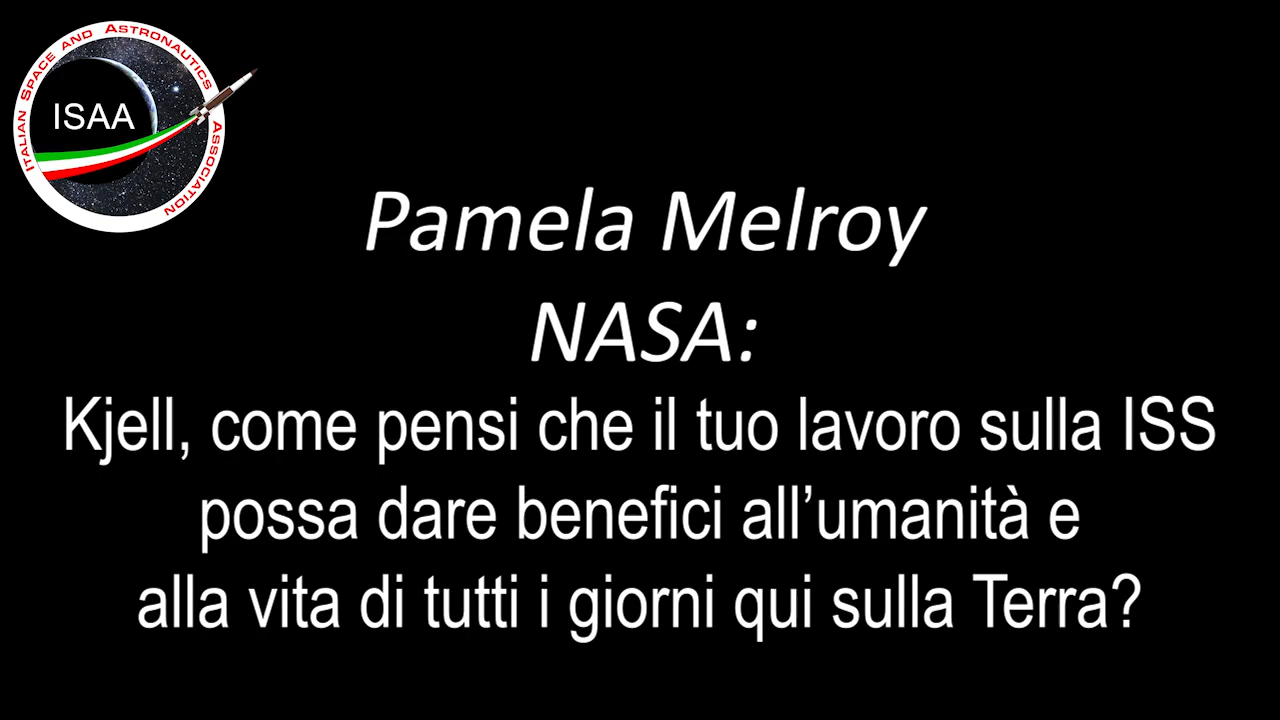 ITALIAN SPACE AND ASTRONAUTICS ASSOCIATION
ISAA
Pamela Melroy
NASA:
Kjell, come pensi che il tuo lavoro sulla ISS
possa dare benefici all’umanità e
alla vita di tutti i giorni qui sulla Terra?